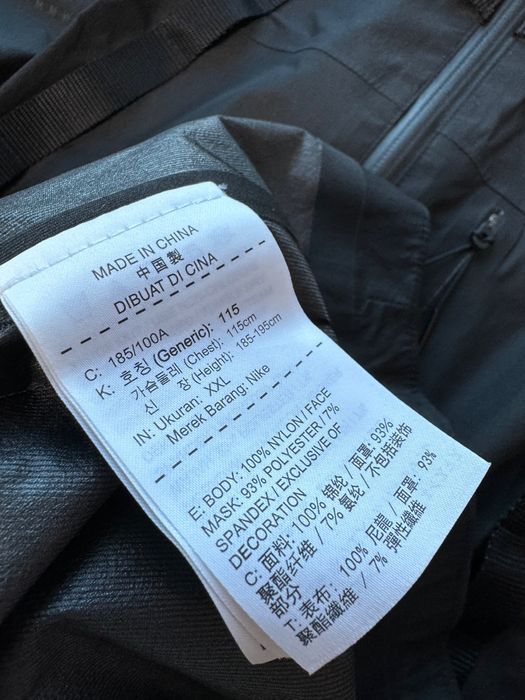 MADE IN CHINA
中国製
DIBUAT DI CINA
C: 185/100A
K: 호칭 (Generic): 115
가슴둘레 (Chest): 115cm
신 장 (Height): 185-195cm
IN: Ukuran: XXL
Merek Barang: Nike
E: BODY: 100% NYLON / FACE
MASK: 93% POLYESTER / 7%
SPANDEX / EXCLUSIVE OF
DECORATION
C: 面料: 100% 锦纶 / 面罩: 93%
聚酯纤维 / 7% 氨纶 / 不包括装饰
部分
T: 表布: 100% 尼龍 / 面罩: 93%
聚酯纖維 / 7% 彈性纖維